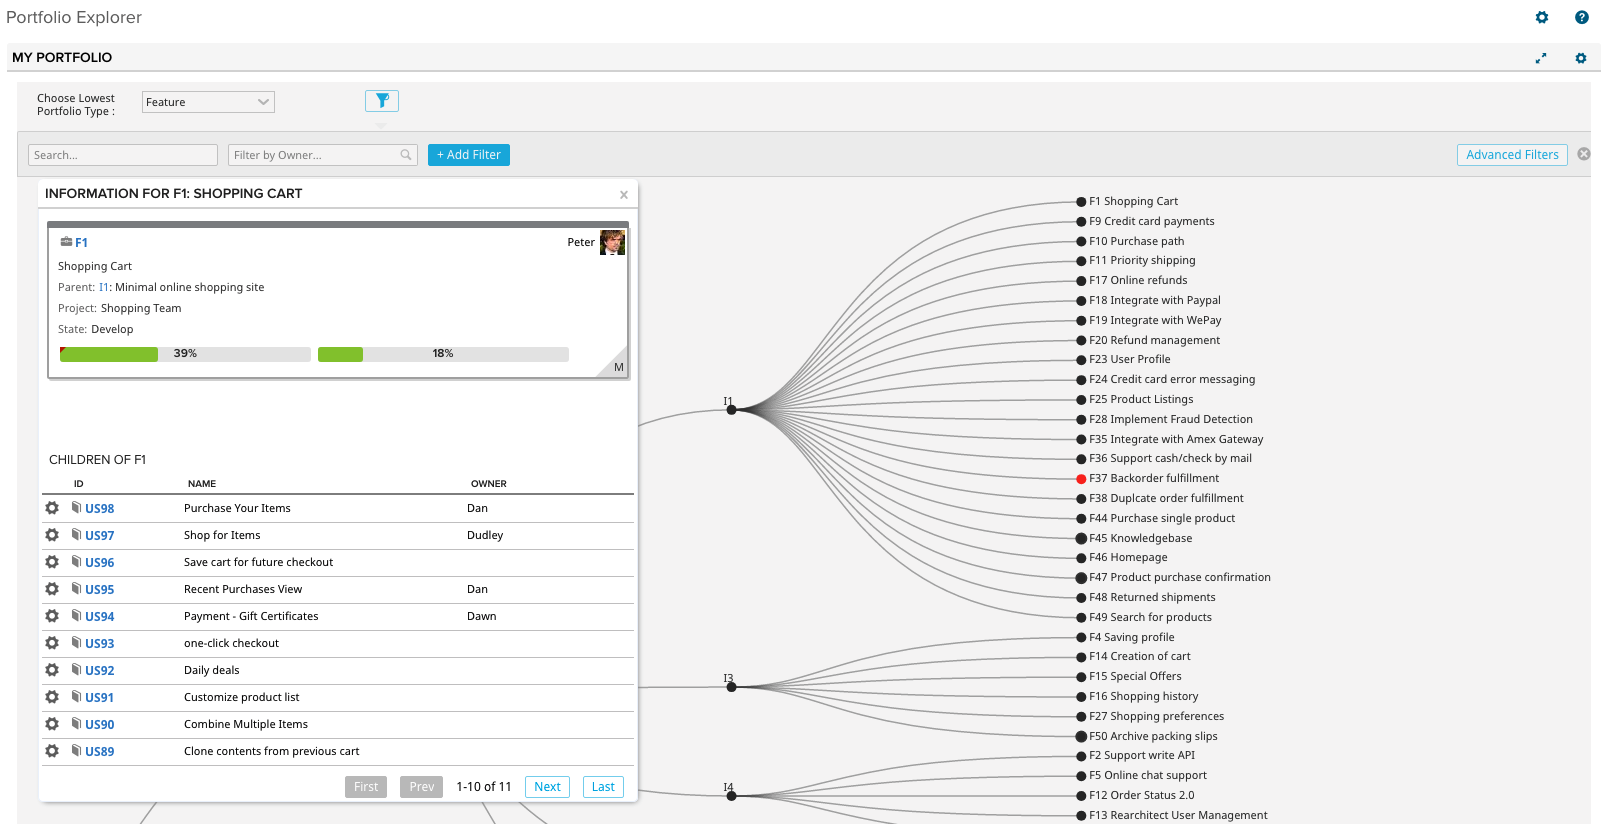 Portfolio Explorer
MY PORTFOLIO
Choose Lowest
Portfolio Type :
Feature
Search...
Filter by Owner...
+ Add Filter
Advanced Filters
INFORMATION FOR F1: SHOPPING CART
x
F1
Peter
Shopping Cart
Parent: I1: Minimal online shopping site
Project: Shopping Team
State: Develop
39%
18%
M
CHILDREN OF F1
ID NAME OWNER
US98 Purchase Your Items Dan
US97 Shop for Items Dudley
US96 Save cart for future checkout
US95 Recent Purchases View Dan
US94 Payment - Gift Certificates Dawn
US93 one-click checkout
US92 Daily deals
US91 Customize product list
US90 Combine Multiple Items
US89 Clone contents from previous cart
First Prev 1-10 of 11 Next Last
I1
F1 Shopping Cart
F9 Credit card payments
F10 Purchase path
F11 Priority shipping
F17 Online refunds
F18 Integrate with Paypal
F19 Integrate with WePay
F20 Refund management
F23 User Profile
F24 Credit card error messaging
F25 Product Listings
F28 Implement Fraud Detection
F35 Integrate with Amex Gateway
F36 Support cash/check by mail
F37 Backorder fulfillment
F38 Duplcate order fulfillment
F44 Purchase single product
F45 Knowledgebase
F46 Homepage
F47 Product purchase confirmation
F48 Returned shipments
F49 Search for products
I3
F4 Saving profile
F14 Creation of cart
F15 Special Offers
F16 Shopping history
F27 Shopping preferences
F50 Archive packing slips
I4
F2 Support write API
F5 Online chat support
F12 Order Status 2.0
F13 Rearchitect User Management